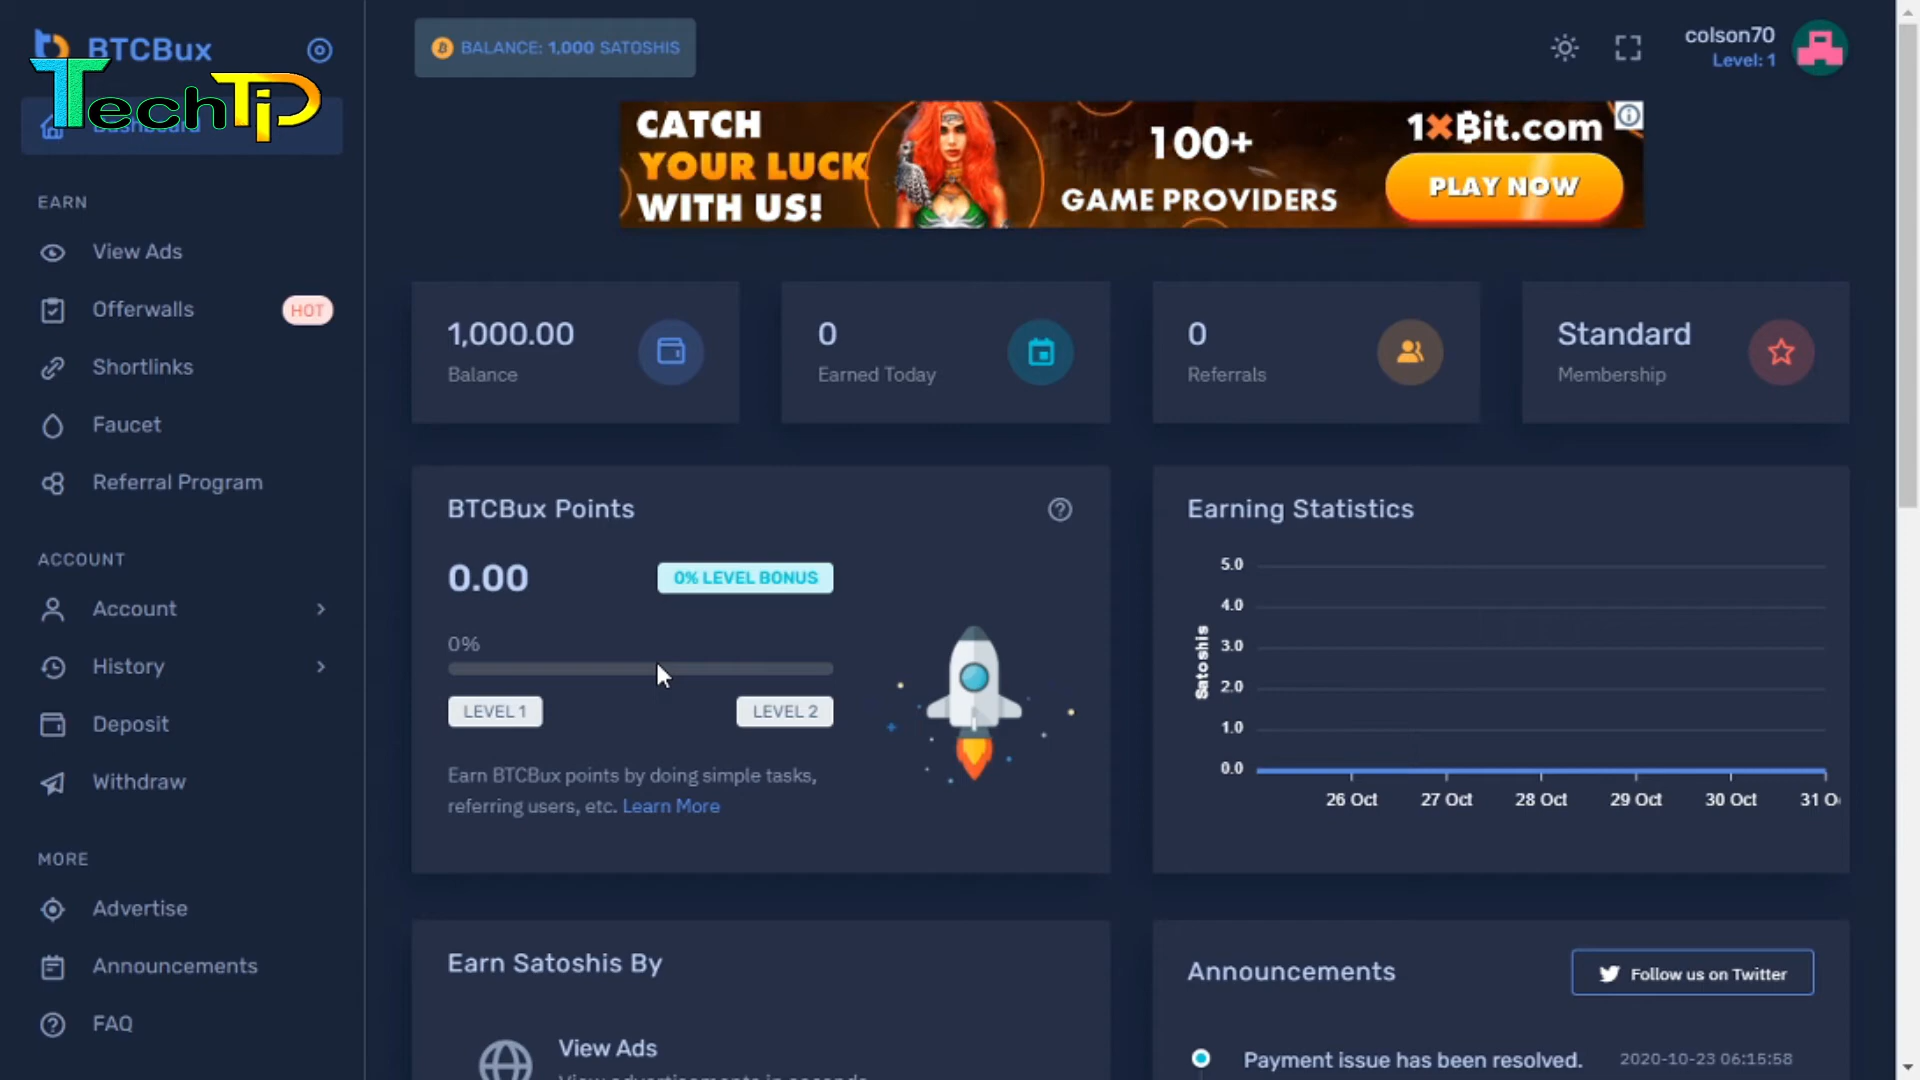 BTCBux
TechTip
Dashboard
EARN
View Ads
Offerwalls HOT
Shortlinks
Faucet
Referral Program
ACCOUNT
Account
History
Deposit
Withdraw
MORE
Advertise
Announcements
FAQ
BALANCE: 1,000 SATOSHIS
colson70
Level: 1
CATCH
YOUR LUCK
WITH US!
100+
GAME PROVIDERS
1×Bit.com
PLAY NOW
1,000.00
Balance
0
Earned Today
0
Referrals
Standard
Membership
BTCBux Points
0.00
0% LEVEL BONUS
0%
LEVEL 1
LEVEL 2
Earn BTCBux points by doing simple tasks,
referring users, etc. Learn More
Earning Statistics
Satoshis
5.0
4.0
3.0
2.0
1.0
0.0
26 Oct 27 Oct 28 Oct 29 Oct 30 Oct 31 O
Earn Satoshis By
View Ads
Announcements
Follow us on Twitter
Payment issue has been resolved. 2020-10-23 06:15:58